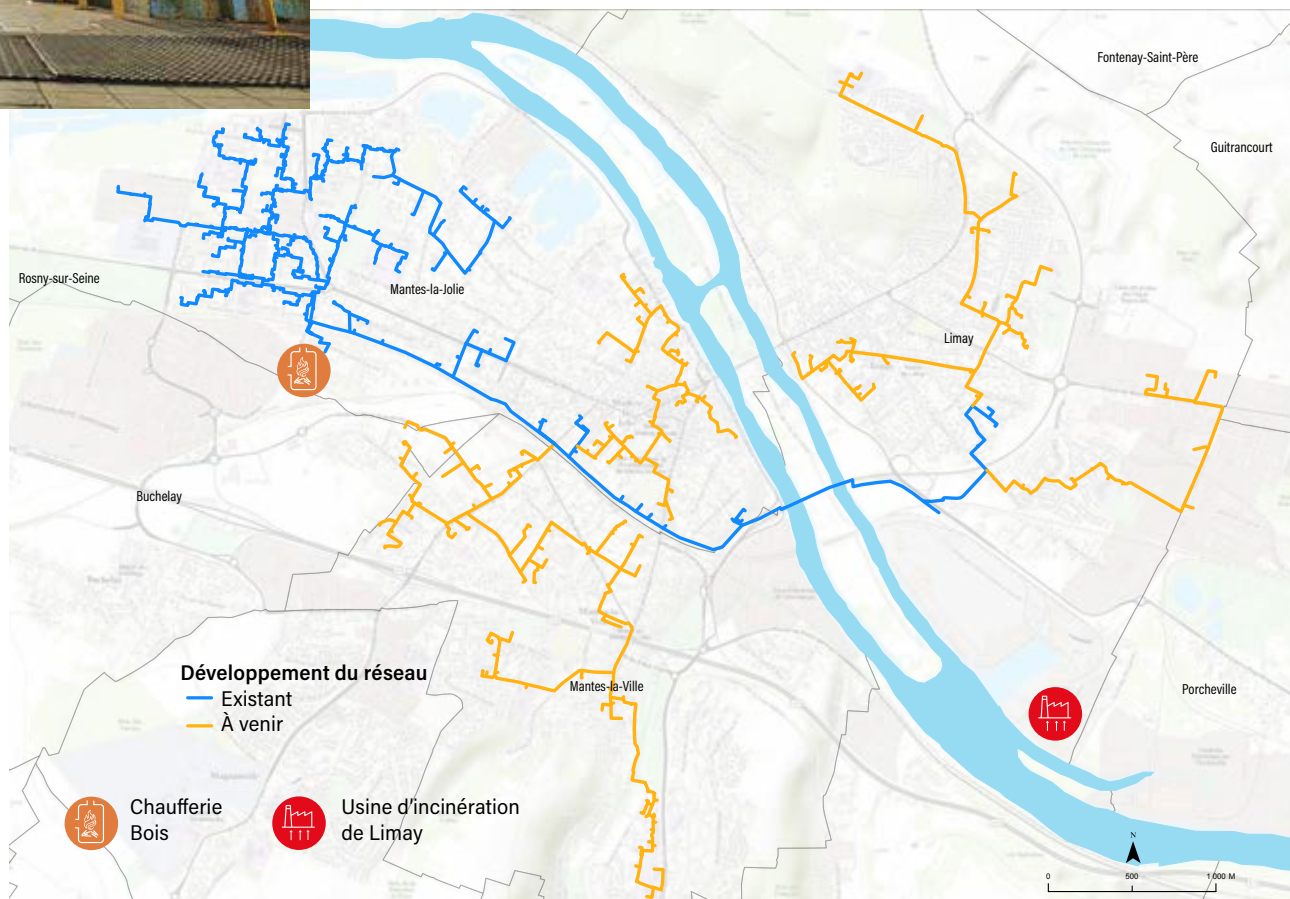 Fontenay-Saint-Père
Guitrancourt
Rosny-sur-Seine
Mantes-la-Jolie
Limay
Buchelay
Développement du réseau
Existant
À venir
Mantes-la-Ville
Porcheville
Chaufferie
Bois
Usine d'incinération
de Limay
N
0 500 1 000 M